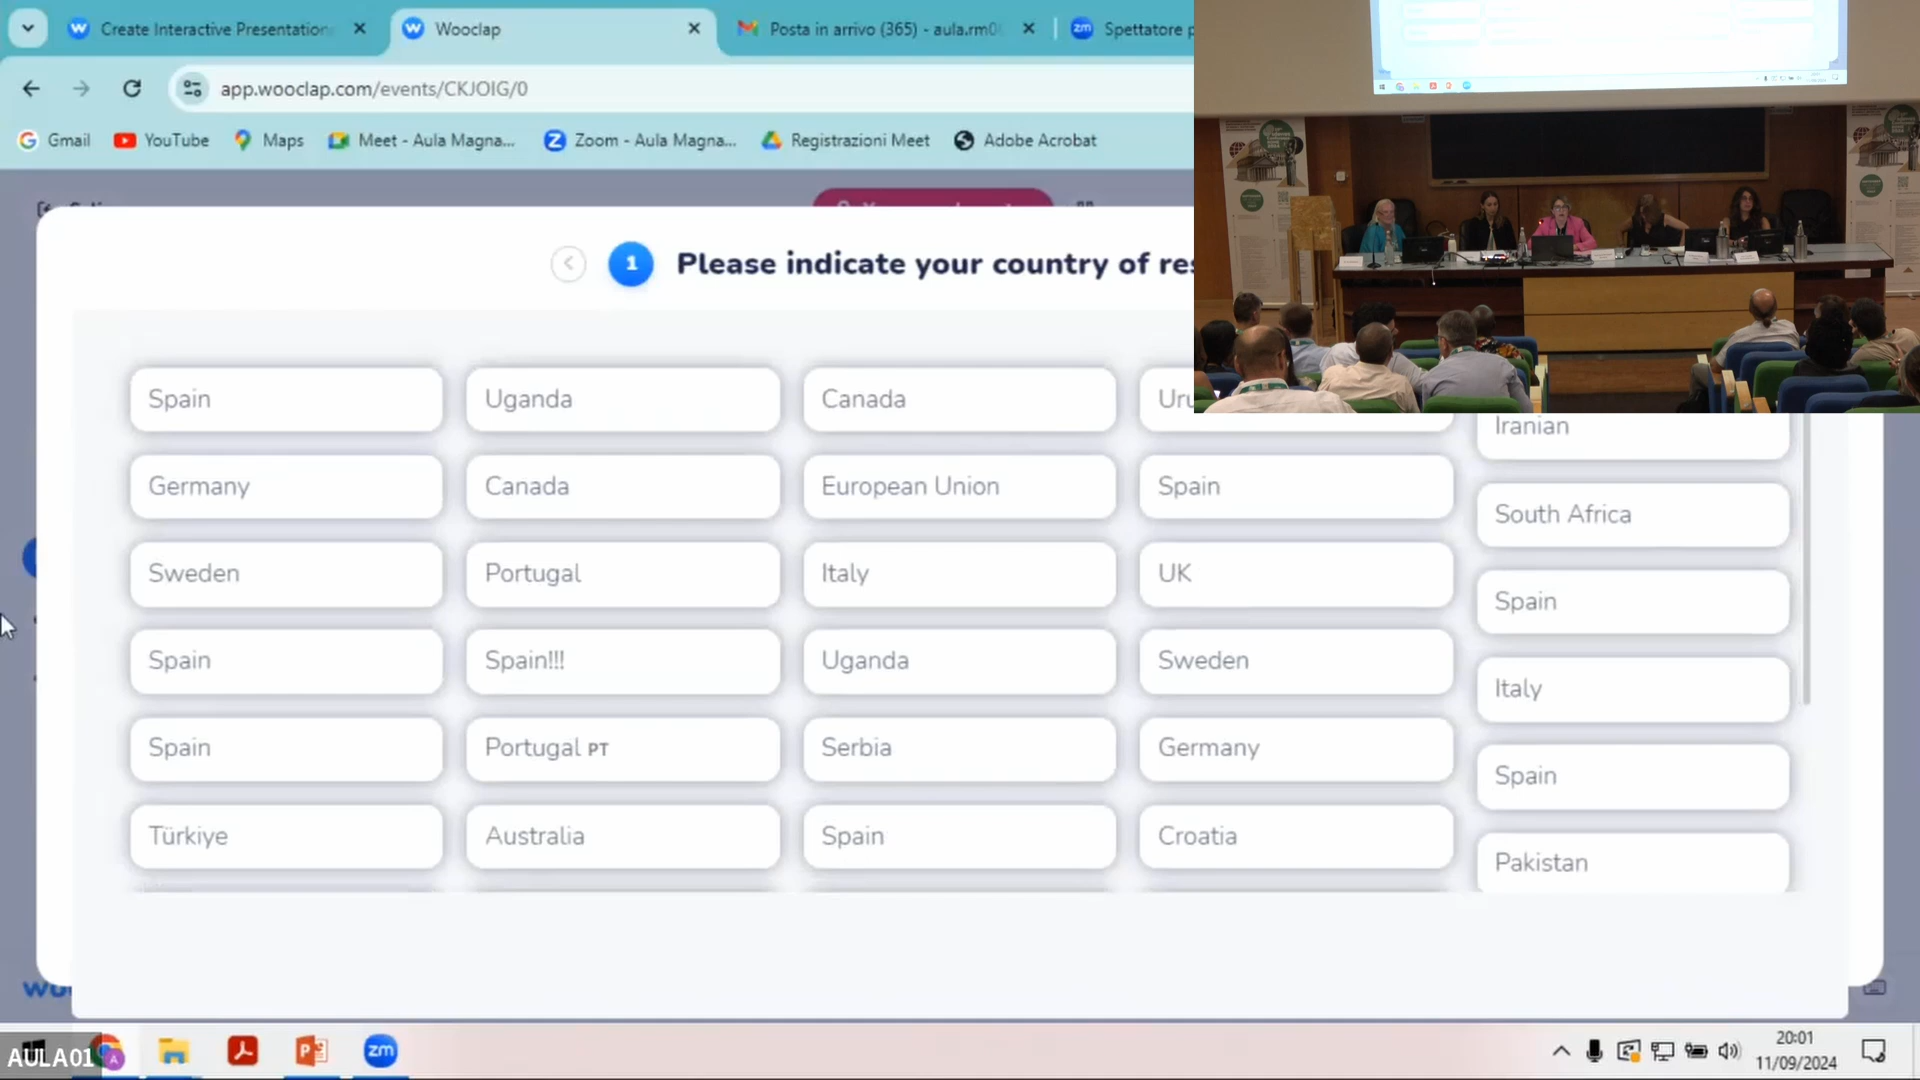 Create Interactive Presentation
Wooclap
Posta in arrivo (365) - aula.rm0
Spettatore p
app.wooclap.com/events/CKJOIG/0
Gmail
YouTube
Maps
Meet - Aula Magna...
Zoom - Aula Magna...
Registrazioni Meet
Adobe Acrobat
1 Please indicate your country of res
Spain
Uganda
Canada
Uru
Iranian
Germany
Canada
European Union
Spain
South Africa
Sweden
Portugal
Italy
UK
Spain
Spain
Spain!!!
Uganda
Sweden
Italy
Spain
Portugal PT
Serbia
Germany
Spain
Türkiye
Australia
Spain
Croatia
Pakistan
AULA01
20:01
11/09/2024